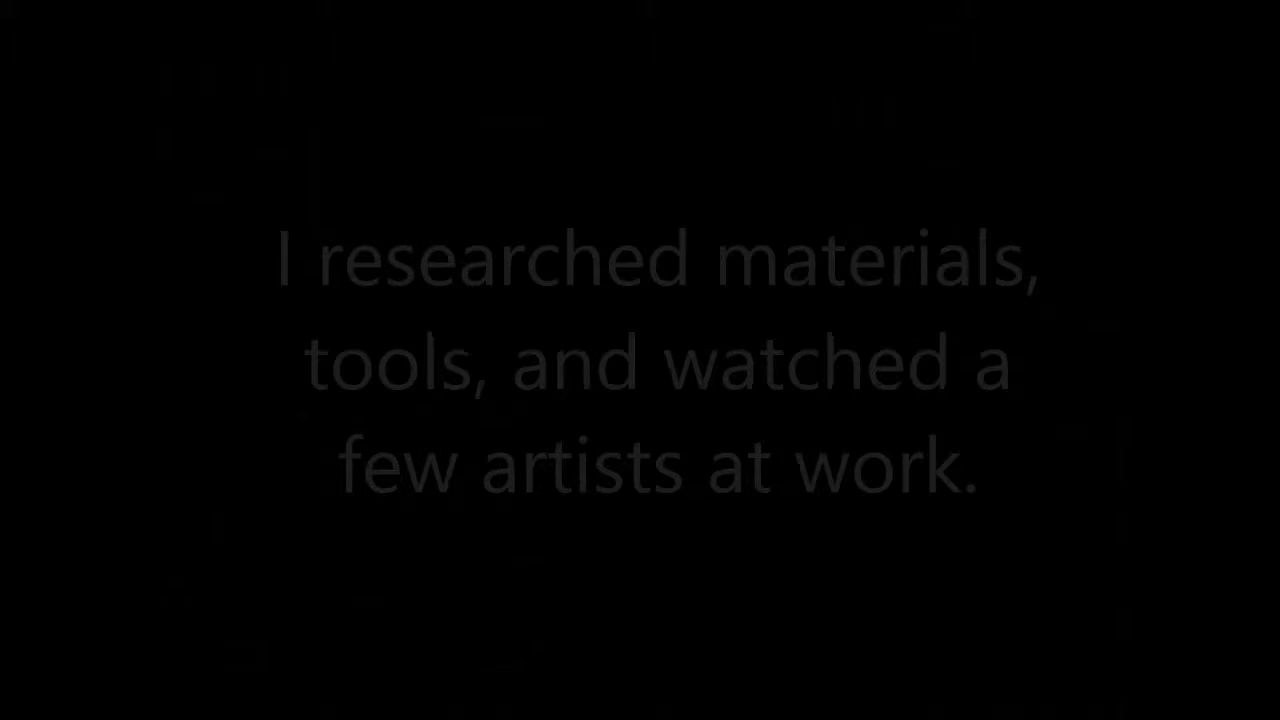 I researched materials,
tools, and watched a
few artists at work.